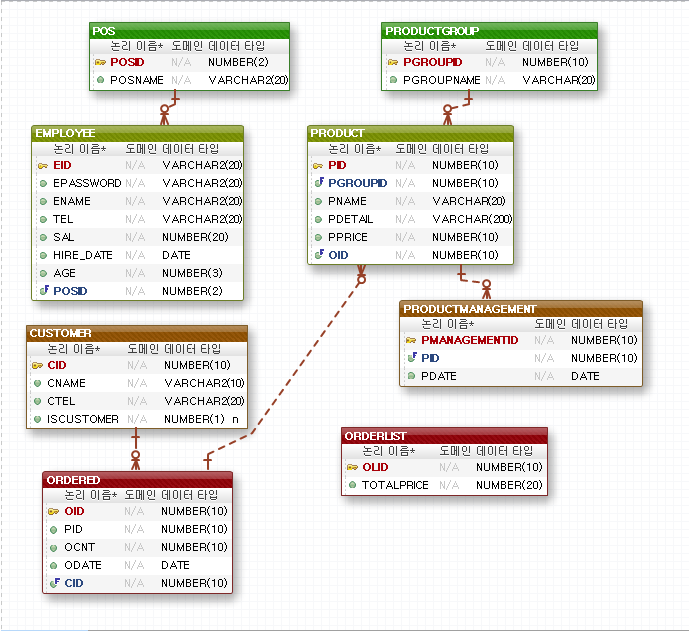 POS
논리 이름* 도메인 데이터 타입
POSID N/A NUMBER(2)
POSNAME N/A VARCHAR2(20)
PRODUCTGROUP
논리 이름* 도메인 데이터 타입
PGROUPID N/A NUMBER(10)
PGROUPNAME N/A VARCHAR(20)
EMPLOYEE
논리 이름* 도메인 데이터 타입
EID N/A VARCHAR2(20)
EPASSWORD N/A VARCHAR2(20)
ENAME N/A VARCHAR2(20)
TEL N/A VARCHAR2(20)
SAL N/A NUMBER(20)
HIRE_DATE N/A DATE
AGE N/A NUMBER(3)
POSID N/A NUMBER(2)
PRODUCT
논리 이름* 도메인 데이터 타입
PID N/A NUMBER(10)
PGROUPID N/A NUMBER(10)
PNAME N/A VARCHAR(20)
PDETAIL N/A VARCHAR(200)
PPRICE N/A NUMBER(10)
OID N/A NUMBER(10)
PRODUCTMANAGEMENT
논리 이름* 도메인 데이터 타입
PMANAGEMENTID N/A NUMBER(10)
PID N/A NUMBER(10)
PDATE N/A DATE
CUSTOMER
논리 이름* 도메인 데이터 타입
CID N/A NUMBER(10)
CNAME N/A VARCHAR2(10)
CTEL N/A VARCHAR2(20)
ISCUSTOMER N/A NUMBER(1) n
ORDERLIST
논리 이름* 도메인 데이터 타입
OLID N/A NUMBER(10)
TOTALPRICE N/A NUMBER(20)
ORDERED
논리 이름* 도메인 데이터 타입
OID N/A NUMBER(10)
PID N/A NUMBER(10)
OCNT N/A NUMBER(10)
ODATE N/A DATE
CID N/A NUMBER(10)